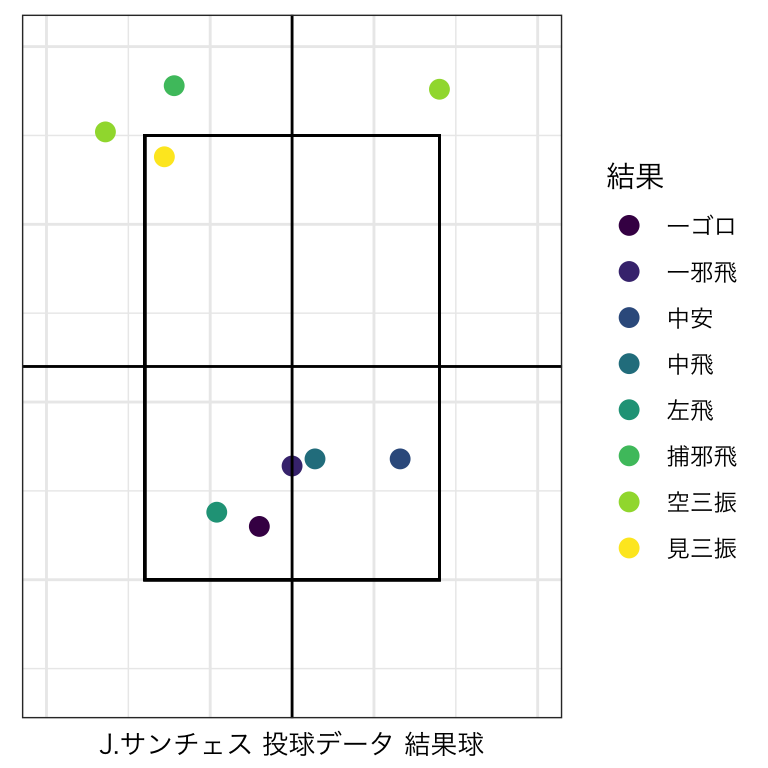 結果
一ゴロ
一邪飛
中安
中飛
左飛
捕邪飛
空三振
見三振
J.サンチェス 投球データ 結果球